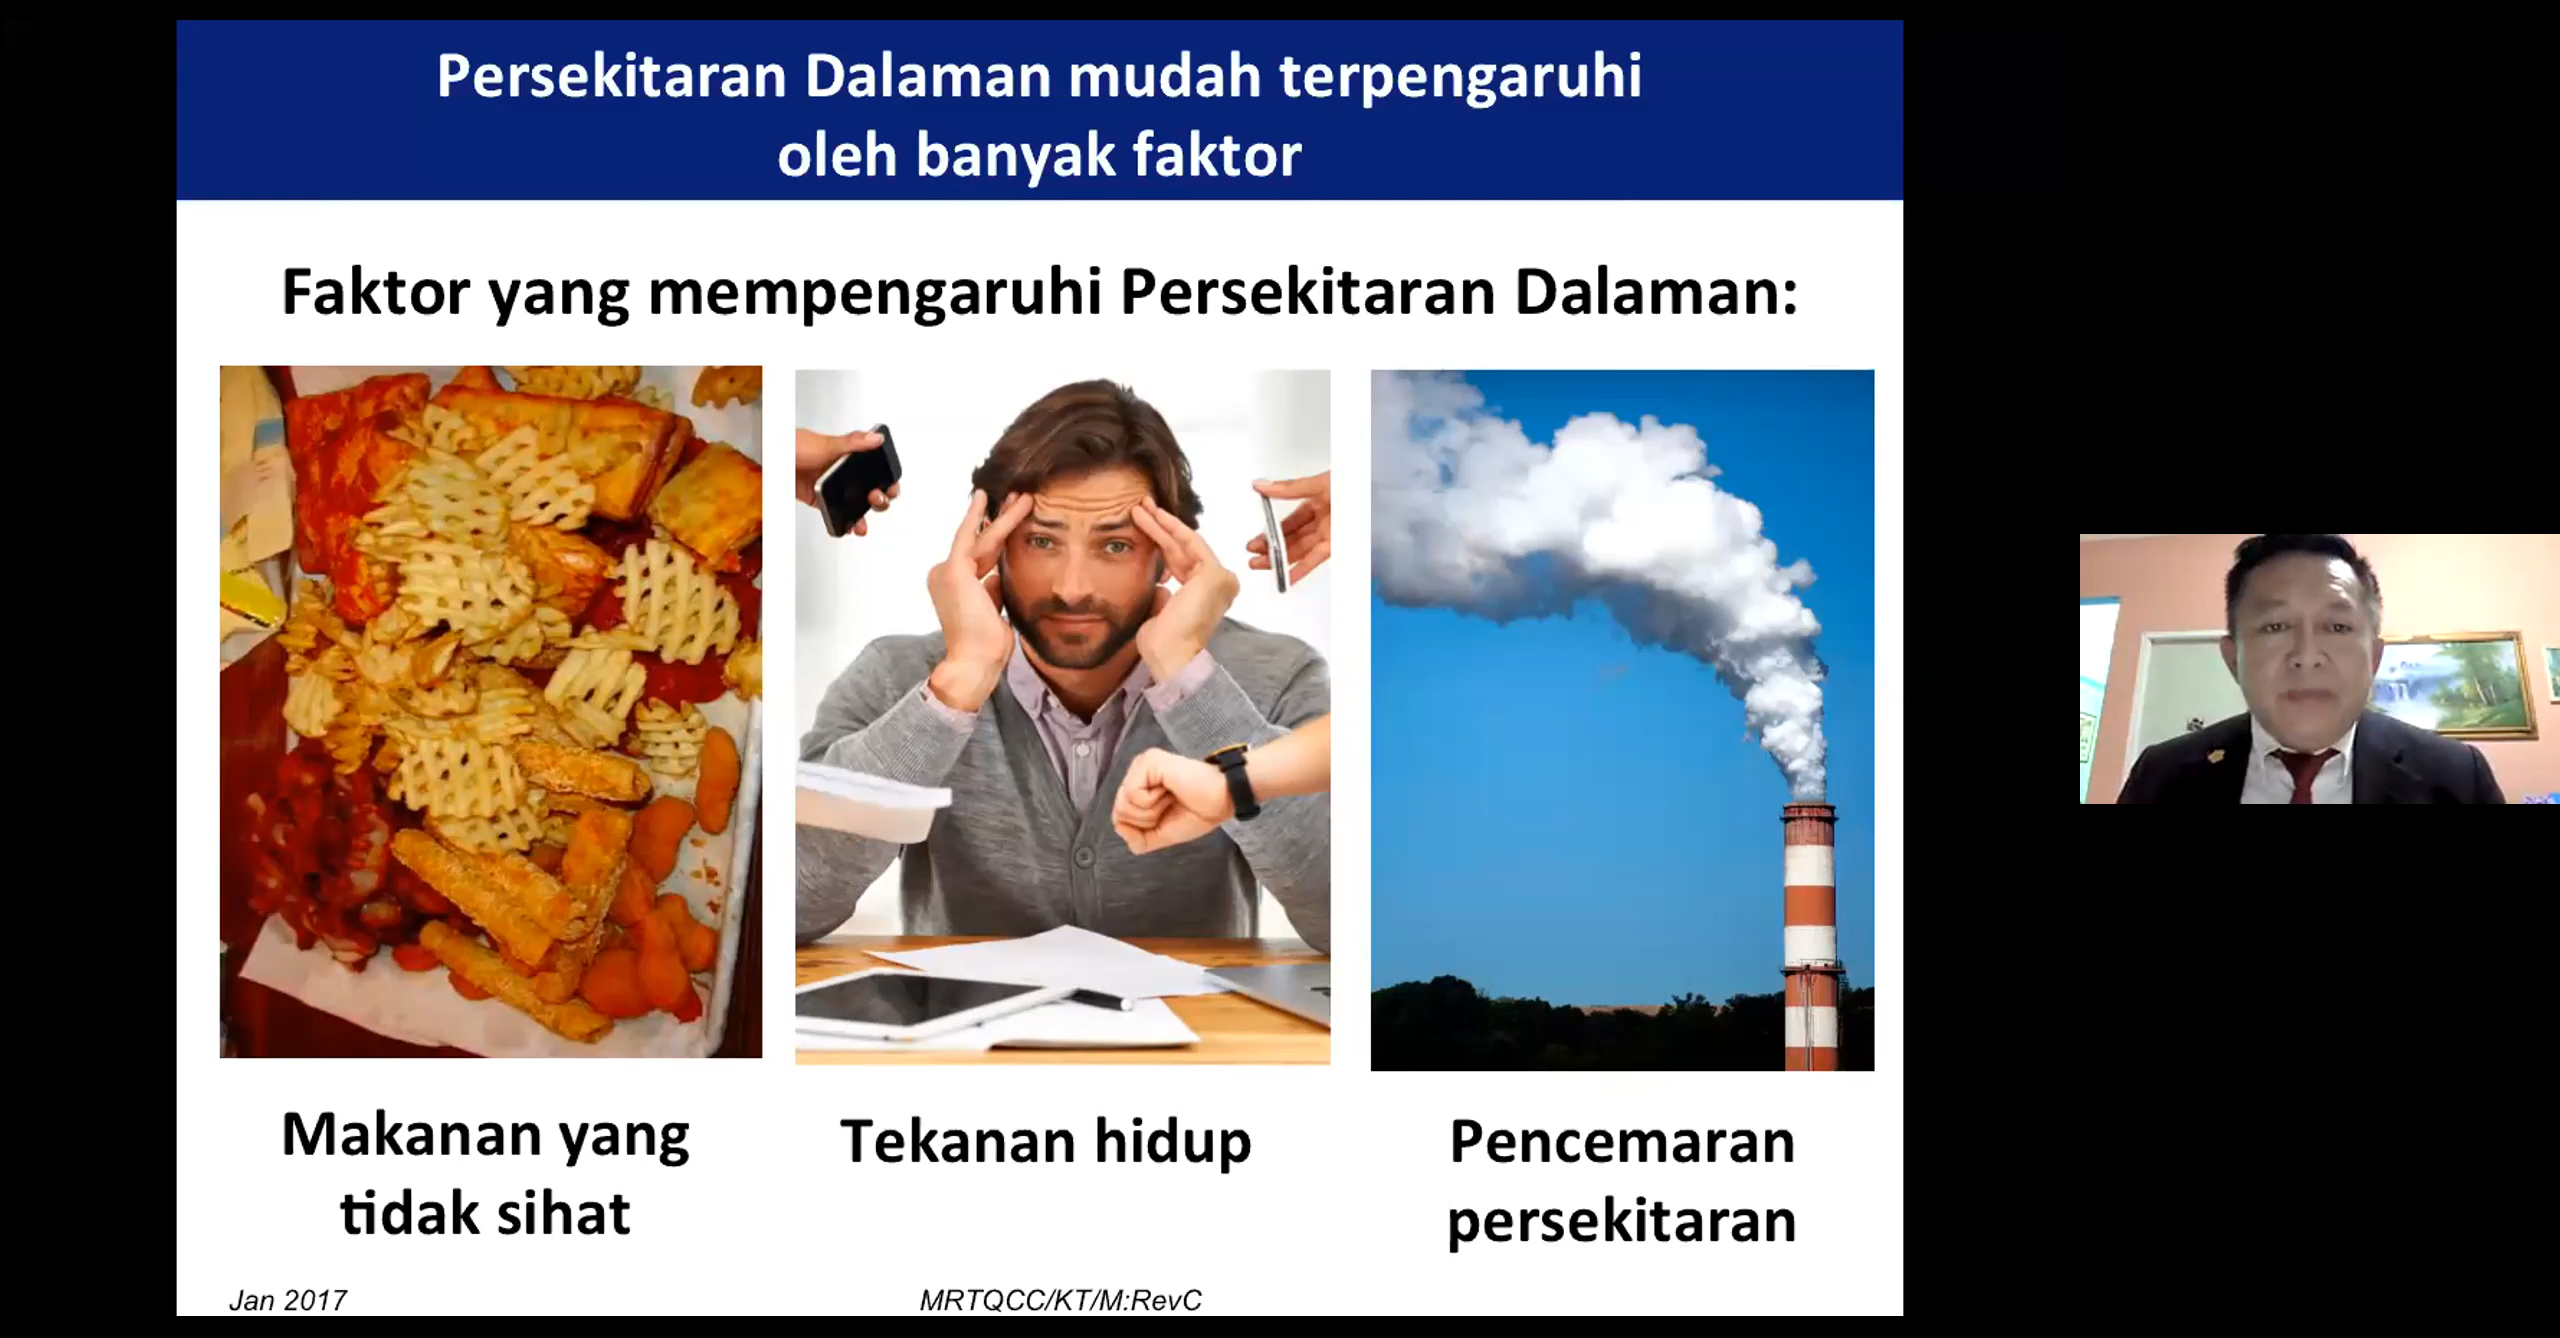 Persekitaran Dalaman mudah terpengaruhi
oleh banyak faktor
Faktor yang mempengaruhi Persekitaran Dalaman:
Makanan yang
tidak sihat
Tekanan hidup
Pencemaran
persekitaran
Jan 2017
MRTQCC/KT/M:RevC